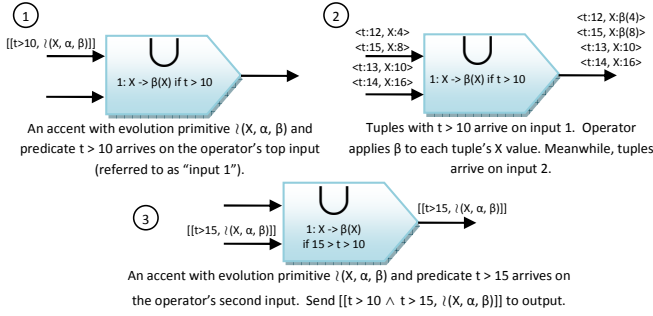 1
[[t>10, ≀(X, α, β)]]
⋃
1: X -> β(X) if t > 10
An accent with evolution primitive ≀(X, α, β) and
predicate t > 10 arrives on the operator's top input
(referred to as "input 1").
2
<t:12, X:4>
<t:15, X:8>
<t:13, X:10>
<t:14, X:16>
⋃
1: X -> β(X) if t > 10
<t:12, X:β(4)>
<t:15, X:β(8)>
<t:13, X:10>
<t:14, X:16>
Tuples with t > 10 arrive on input 1. Operator
applies β to each tuple's X value. Meanwhile, tuples
arrive on input 2.
3
[[t>15, ≀(X, α, β)]]
⋃
1: X -> β(X)
if 15 > t > 10
[[t>15, ≀(X, α, β)]]
An accent with evolution primitive ≀(X, α, β) and predicate t > 15 arrives on
the operator's second input. Send [[t > 10 ∧ t > 15, ≀(X, α, β)]] to output.